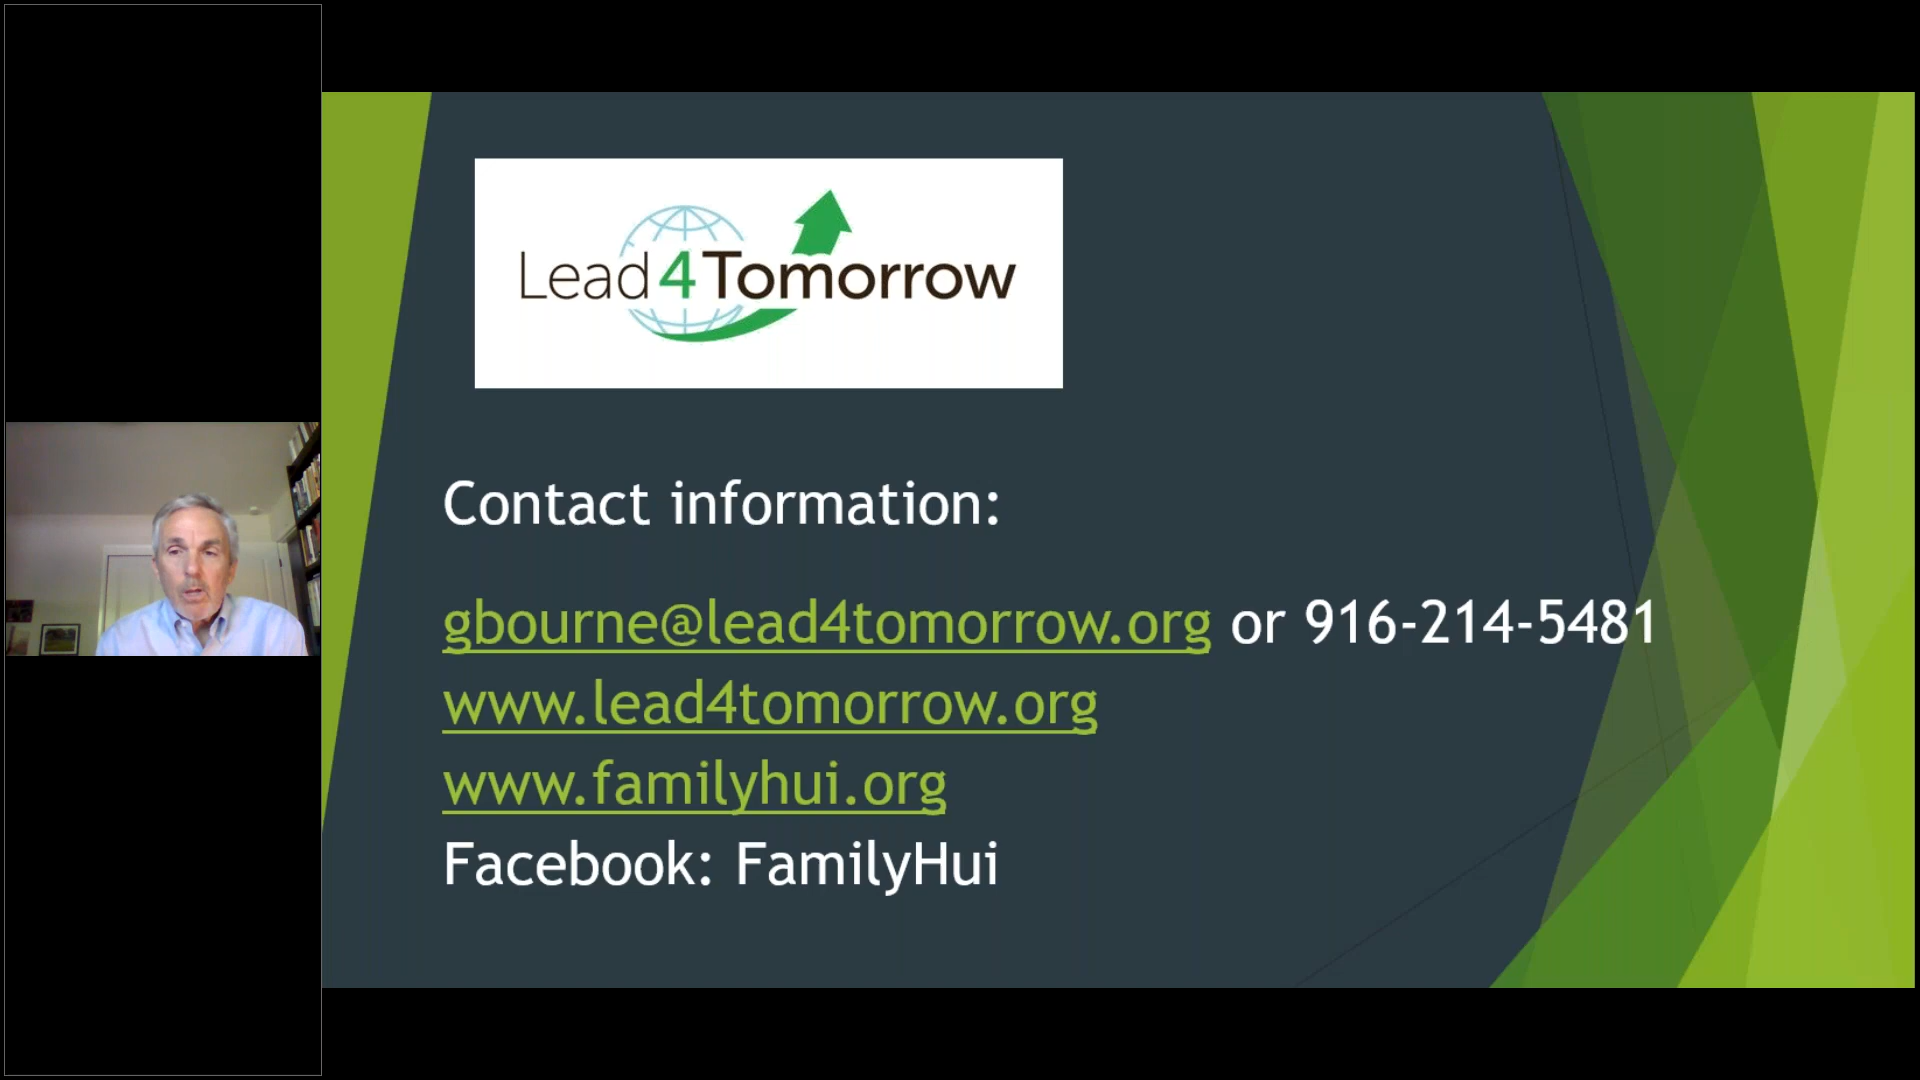 Lead4Tomorrow
Contact information:
gbourne@lead4tomorrow.org or 916-214-5481
www.lead4tomorrow.org
www.familyhui.org
Facebook: FamilyHui